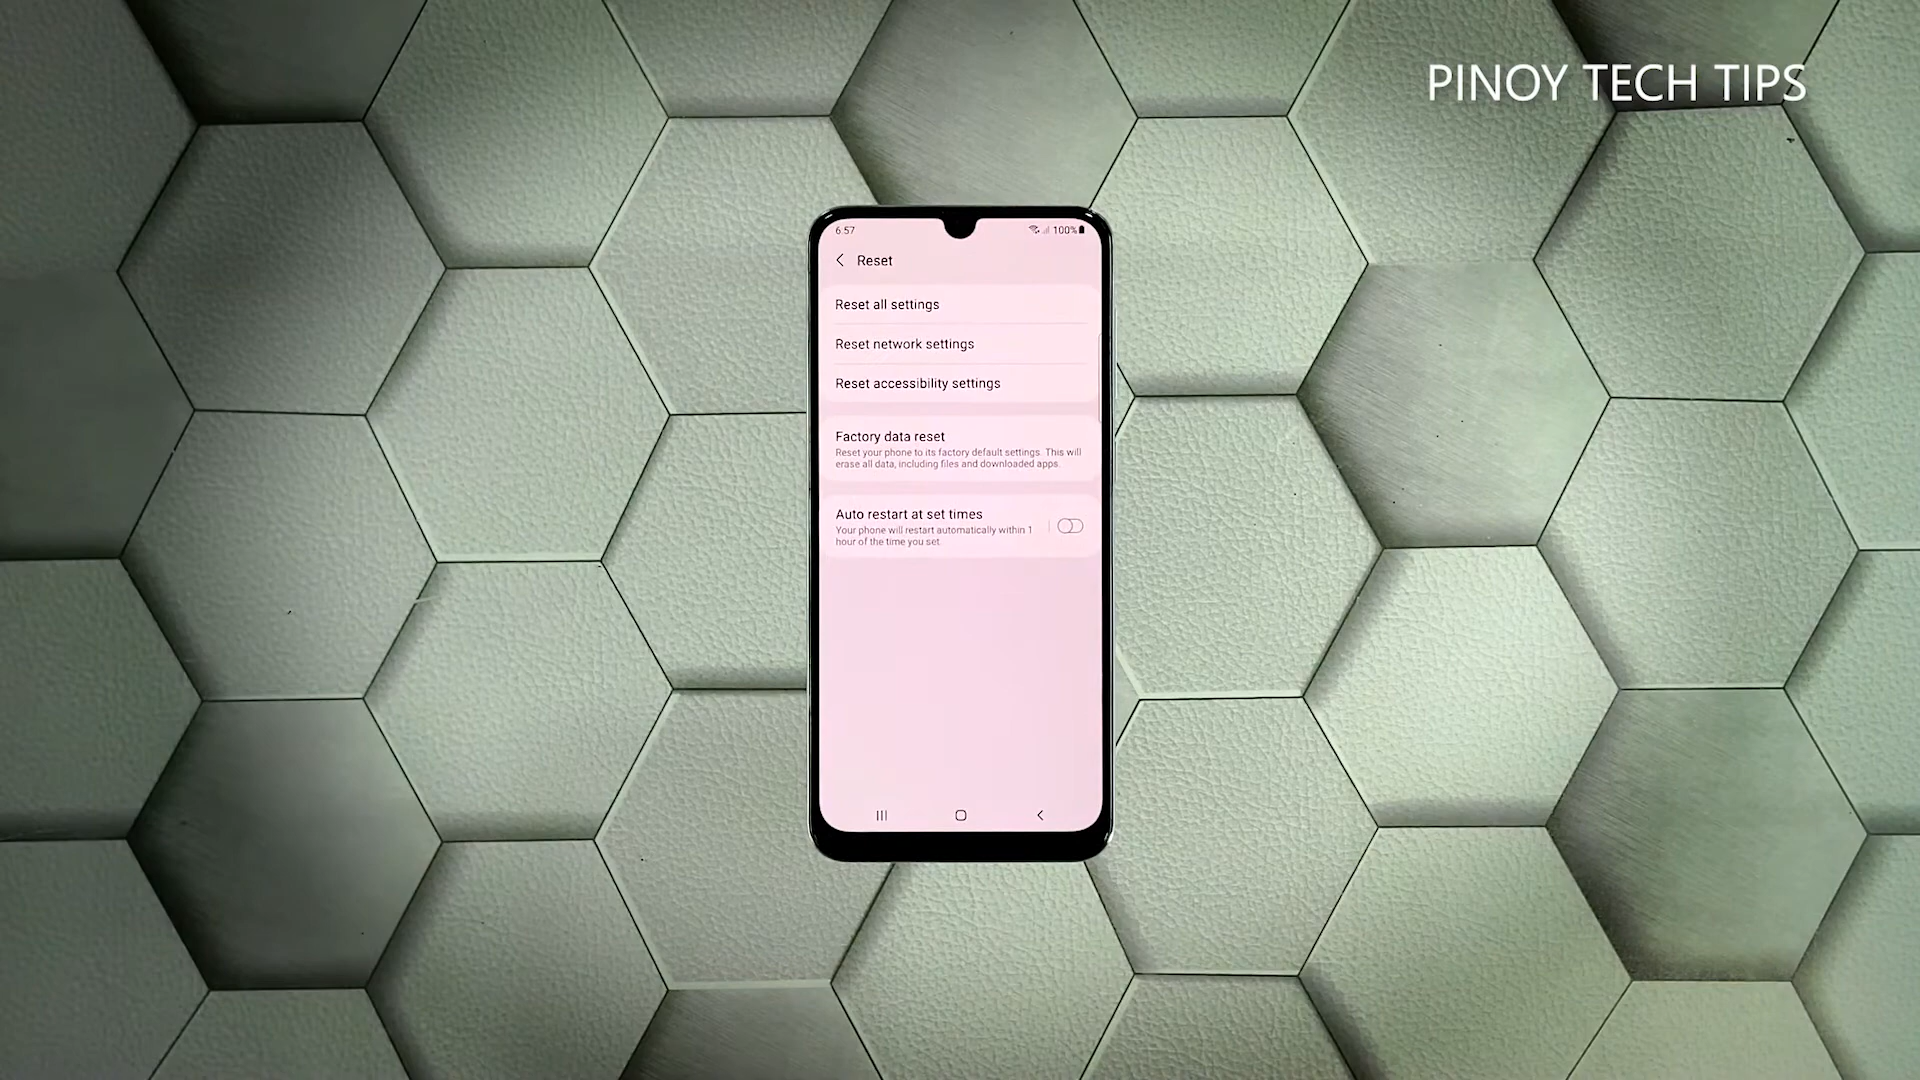 PINOY TECH TIPS
6:57
100%
Reset
Reset all settings
Reset network settings
Reset accessibility settings
Factory data reset
Reset your phone to its factory default settings. This will
erase all data, including files and downloaded apps.
Auto restart at set times
Your phone will restart automatically within 1
hour of the time you set.